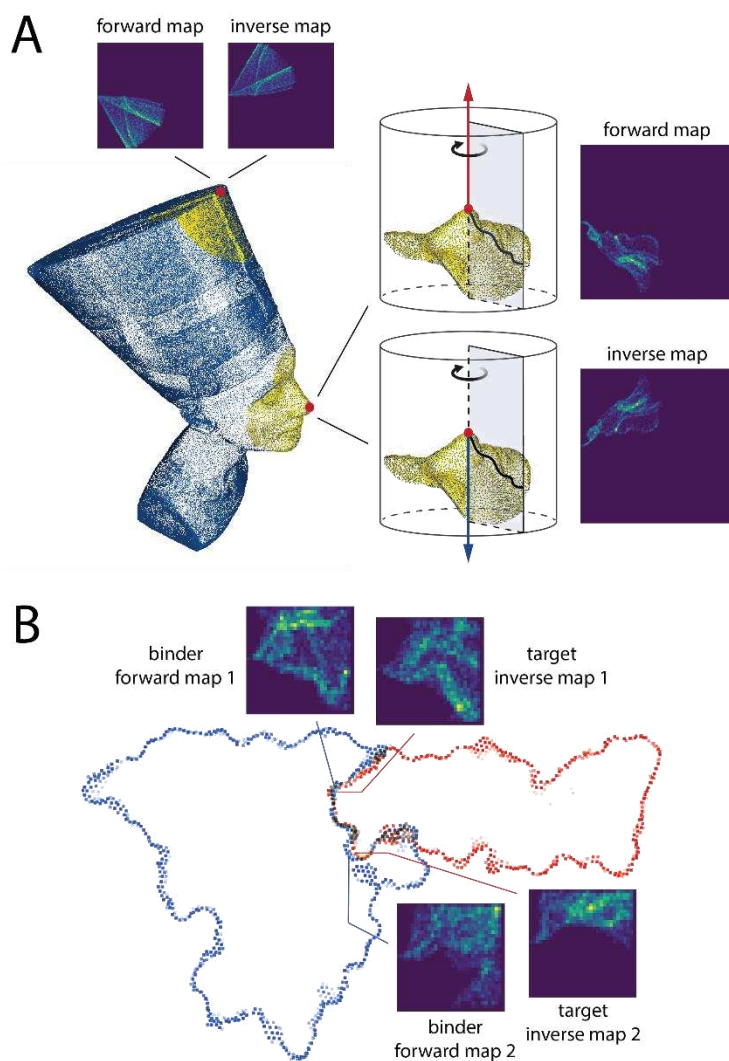 A
forward map
inverse map
forward map
inverse map
B
binder
forward map 1
target
inverse map 1
binder
forward map 2
target
inverse map 2